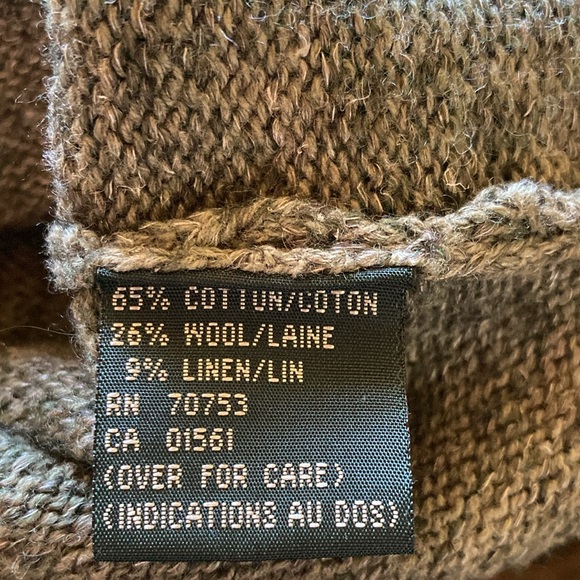 65% COTTON/COTON
26% WOOL/LAINE
9% LINEN/LIN
RN 70753
CA 01561
(OVER FOR CARE)
(INDICATIONS AU DOS)